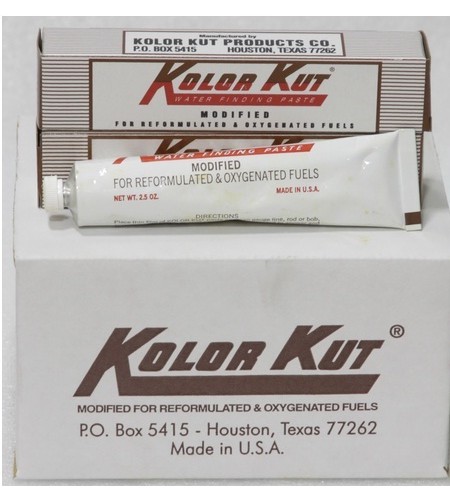 Manufactured by
KOLOR KUT PRODUCTS CO.
P.O. BOX 5415 HOUSTON, TEXAS 77262
KOLOR KUT®
WATER FINDING PASTE
MODIFIED
FOR REFORMULATED & OXYGENATED FUELS
WATER FINDING PASTE
MODIFIED
FOR REFORMULATED & OXYGENATED FUELS
NET WT. 2.5 OZ. MADE IN U.S.A.
DIRECTIONS
KOLOR KUT®
MODIFIED FOR REFORMULATED & OXYGENATED FUELS
P.O. Box 5415 - Houston, Texas 77262
Made in U.S.A.